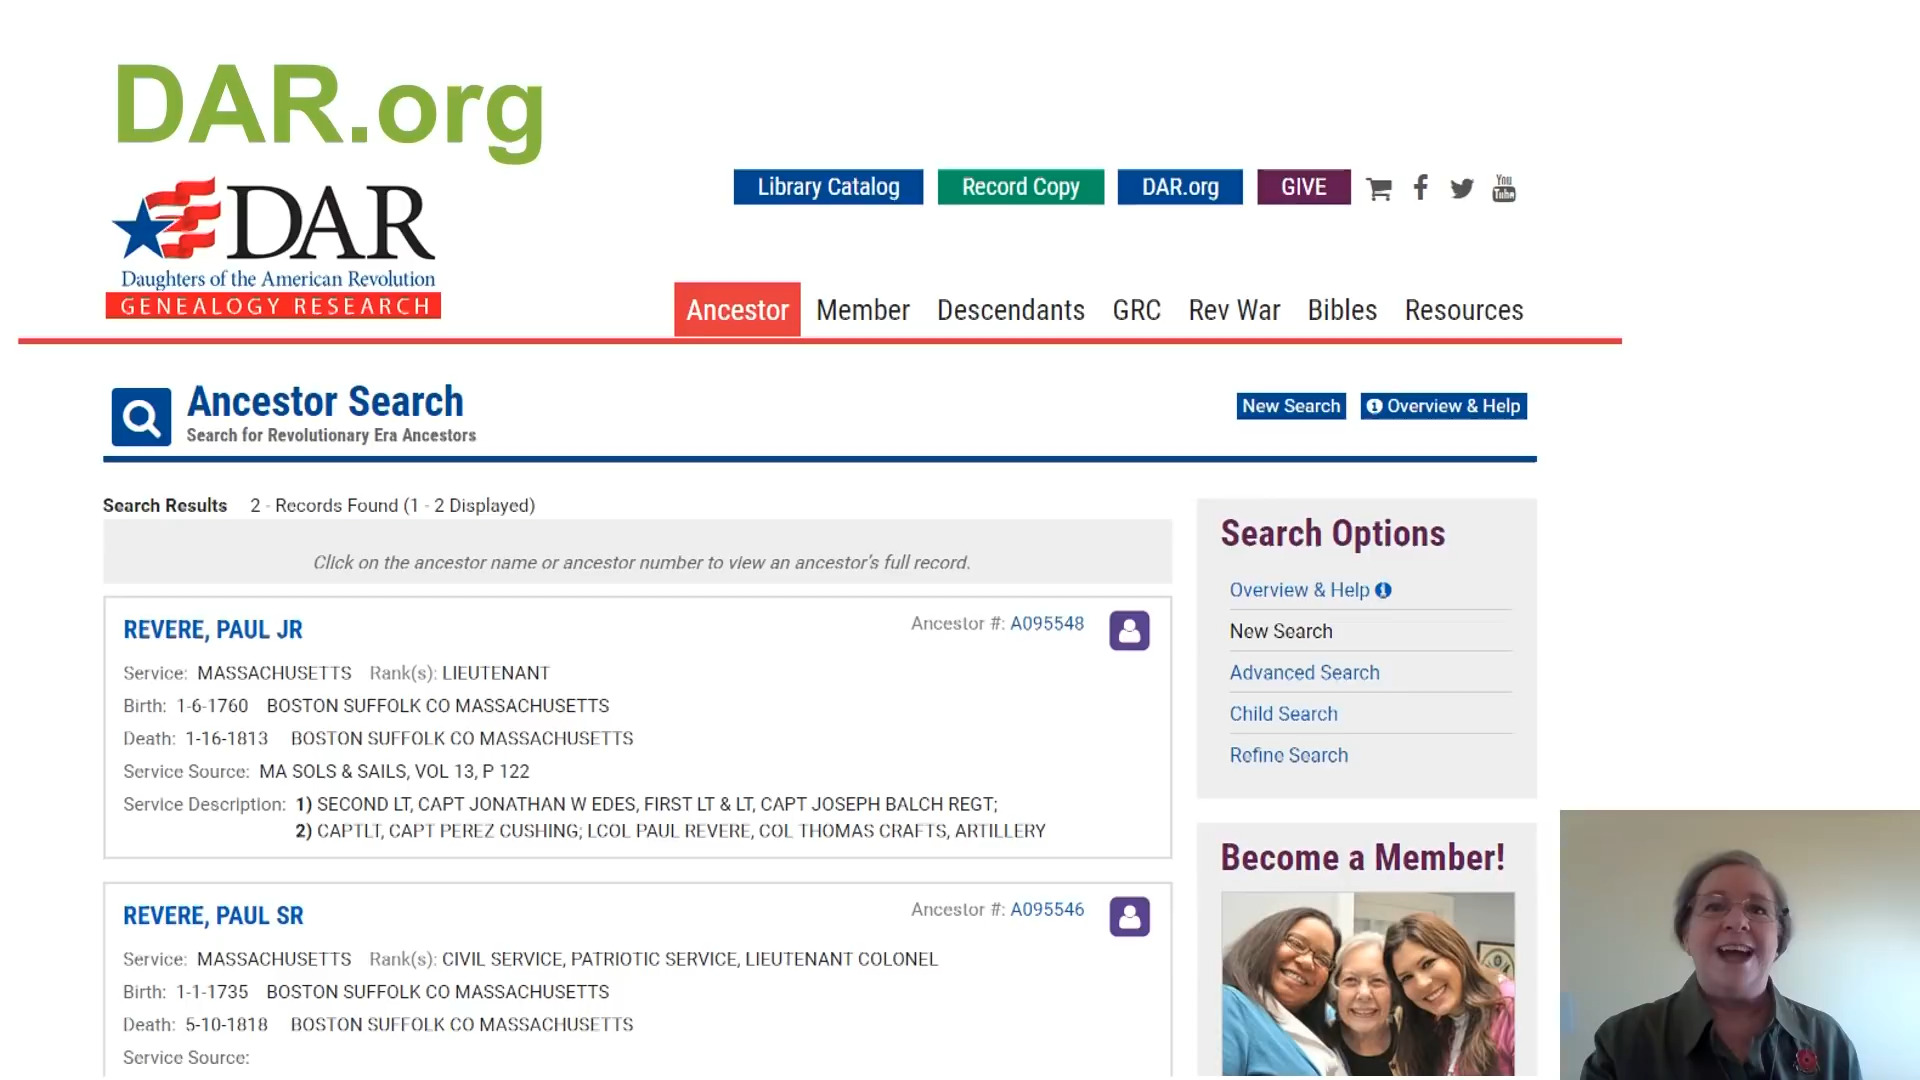 DAR.org
DAR
Daughters of the American Revolution
GENEALOGY RESEARCH
Library Catalog Record Copy DAR.org GIVE You Tube
Ancestor Member Descendants GRC Rev War Bibles Resources
Ancestor Search
Search for Revolutionary Era Ancestors
New Search Overview & Help
Search Results 2 - Records Found (1 - 2 Displayed)
Click on the ancestor name or ancestor number to view an ancestor's full record.
REVERE, PAUL JR Ancestor #: A095548
Service: MASSACHUSETTS Rank(s): LIEUTENANT
Birth: 1-6-1760 BOSTON SUFFOLK CO MASSACHUSETTS
Death: 1-16-1813 BOSTON SUFFOLK CO MASSACHUSETTS
Service Source: MA SOLS & SAILS, VOL 13, P 122
Service Description: 1) SECOND LT, CAPT JONATHAN W EDES, FIRST LT & LT, CAPT JOSEPH BALCH REGT;
2) CAPTLT, CAPT PEREZ CUSHING; LCOL PAUL REVERE, COL THOMAS CRAFTS, ARTILLERY
REVERE, PAUL SR Ancestor #: A095546
Service: MASSACHUSETTS Rank(s): CIVIL SERVICE, PATRIOTIC SERVICE, LIEUTENANT COLONEL
Birth: 1-1-1735 BOSTON SUFFOLK CO MASSACHUSETTS
Death: 5-10-1818 BOSTON SUFFOLK CO MASSACHUSETTS
Service Source:
Search Options
Overview & Help
New Search
Advanced Search
Child Search
Refine Search
Become a Member!